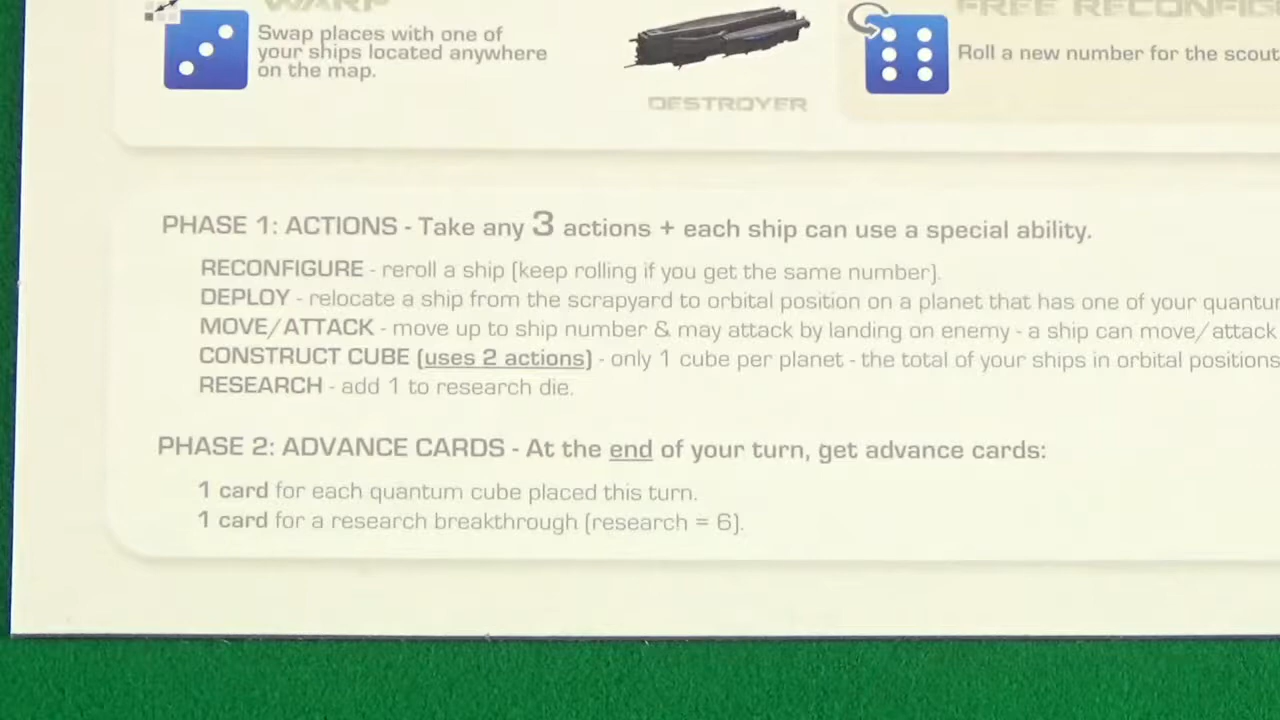 WARP
Swap places with one of
your ships located anywhere
on the map.
DESTROYER
FREE RECONFIG
Roll a new number for the scout
PHASE 1: ACTIONS - Take any 3 actions + each ship can use a special ability.
RECONFIGURE - reroll a ship (keep rolling if you get the same number).
DEPLOY - relocate a ship from the scrapyard to orbital position on a planet that has one of your quantu
MOVE/ATTACK - move up to ship number & may attack by landing on enemy - a ship can move/attack
CONSTRUCT CUBE (uses 2 actions) - only 1 cube per planet - the total of your ships in orbital positions
RESEARCH - add 1 to research die.
PHASE 2: ADVANCE CARDS - At the end of your turn, get advance cards:
1 card for each quantum cube placed this turn.
1 card for a research breakthrough (research = 6).